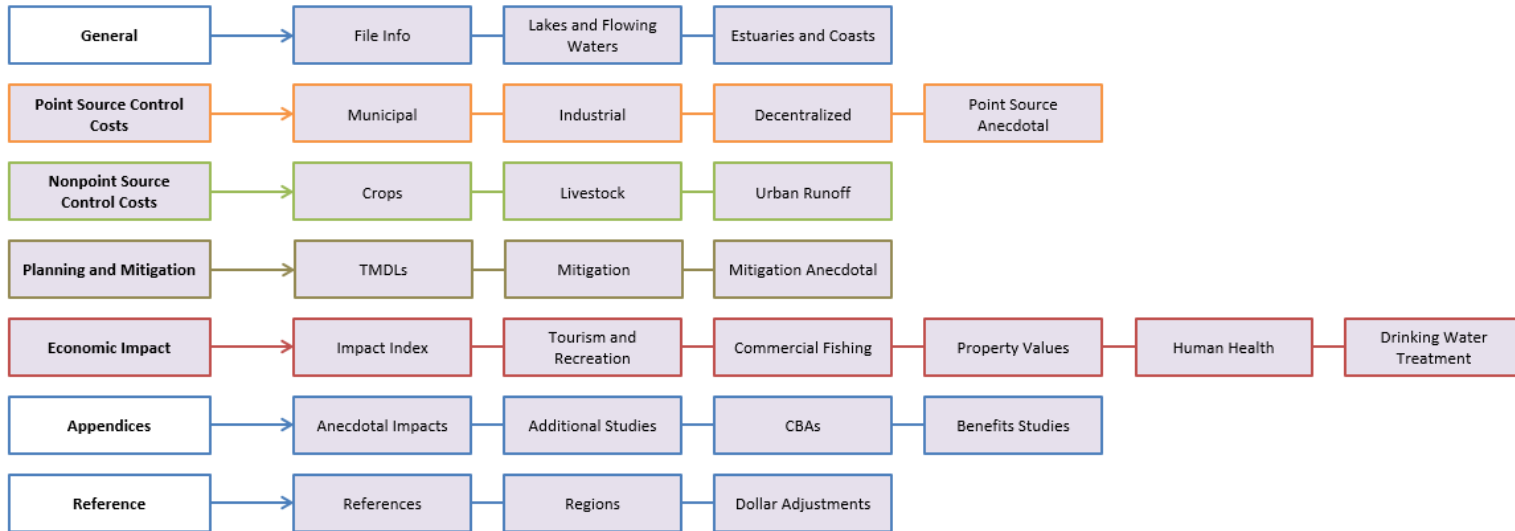 General
File Info
Lakes and Flowing
Waters
Estuaries and Coasts
Point Source Control
Costs
Municipal
Industrial
Decentralized
Point Source
Anecdotal
Nonpoint Source
Control Costs
Crops
Livestock
Urban Runoff
Planning and Mitigation
TMDLs
Mitigation
Mitigation Anecdotal
Economic Impact
Impact Index
Tourism and
Recreation
Commercial Fishing
Property Values
Human Health
Drinking Water
Treatment
Appendices
Anecdotal Impacts
Additional Studies
CBAs
Benefits Studies
Reference
References
Regions
Dollar Adjustments